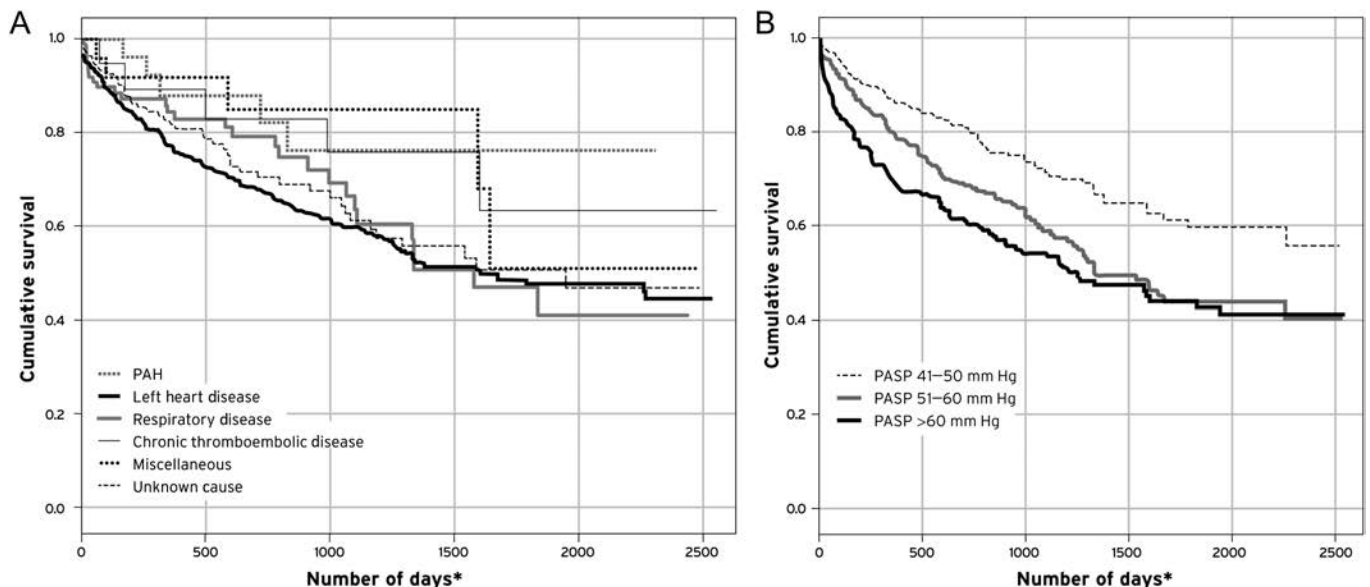 A
Cumulative survival
1.0
0.8
0.6
0.4
0.2
0.0
PAH
Left heart disease
Respiratory disease
Chronic thromboembolic disease
Miscellaneous
Unknown cause
0 500 1000 1500 2000 2500
Number of days*
B
Cumulative survival
1.0
0.8
0.6
0.4
0.2
0.0
PASP 41–50 mm Hg
PASP 51–60 mm Hg
PASP >60 mm Hg
0 500 1000 1500 2000 2500
Number of days*